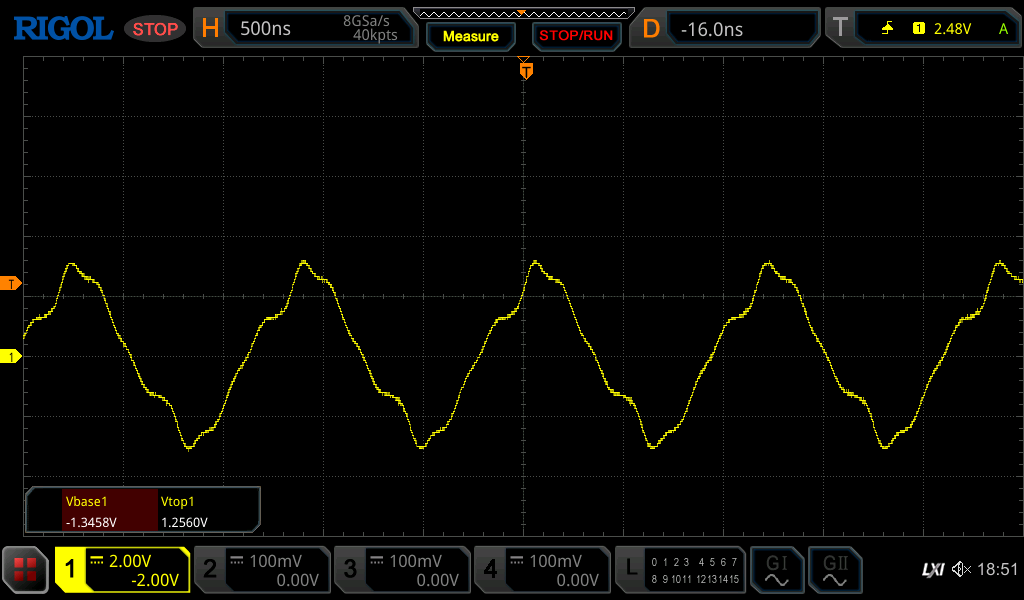 RIGOL STOP H 500ns 8GSa/s 40kpts Measure STOP/RUN D -16.0ns T 1 2.48V A
T
T
1
Vbase1 Vtop1
-1.3458V 1.2560V
1 2.00V -2.00V 2 100mV 0.00V 3 100mV 0.00V 4 100mV 0.00V L 0 1 2 3 4 5 6 7 8 9 10 11 12 13 14 15 GI GII LXI 18:51